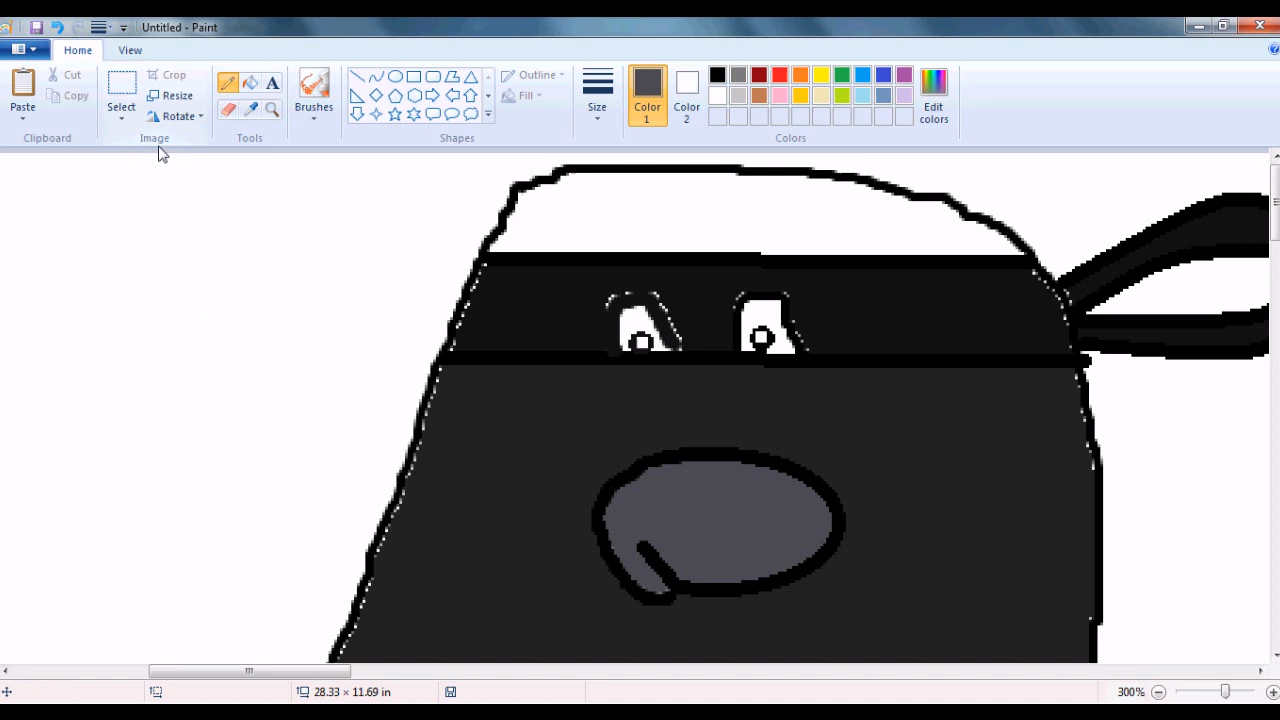 Untitled - Paint
Home View
Paste
Cut
Copy
Clipboard
Select
Crop
Resize
Rotate
Image
A
Tools
Brushes
Outline
Fill
Shapes
Size
Color 1
Color 2
Edit colors
Colors
28.33 × 11.69 in
300%